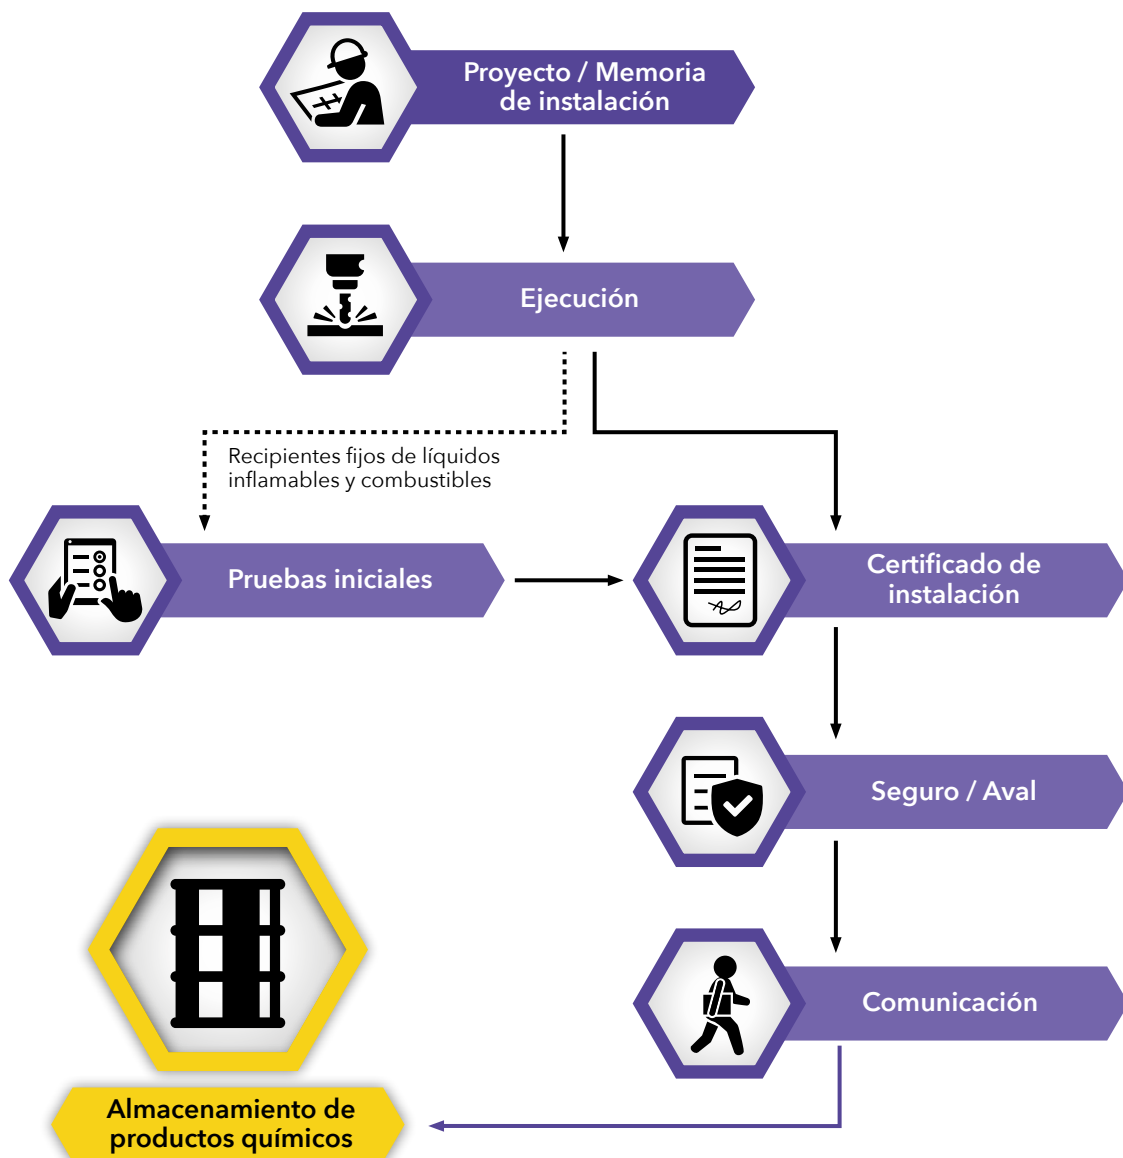 Proyecto / Memoria
de instalación
Ejecución
Recipientes fijos de líquidos
inflamables y combustibles
Pruebas iniciales
Certificado de
instalación
Seguro / Aval
Comunicación
Almacenamiento de
productos químicos